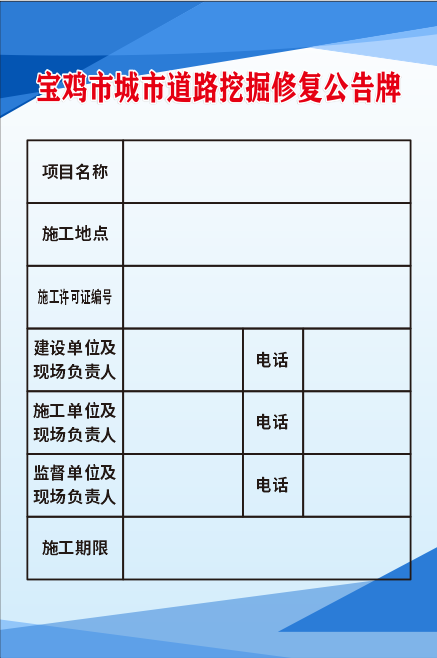 宝鸡市城市道路挖掘修复公告牌
项目名称
施工地点
施工许可证编号
建设单位及
现场负责人
电话
施工单位及
现场负责人
电话
监督单位及
现场负责人
电话
施工期限